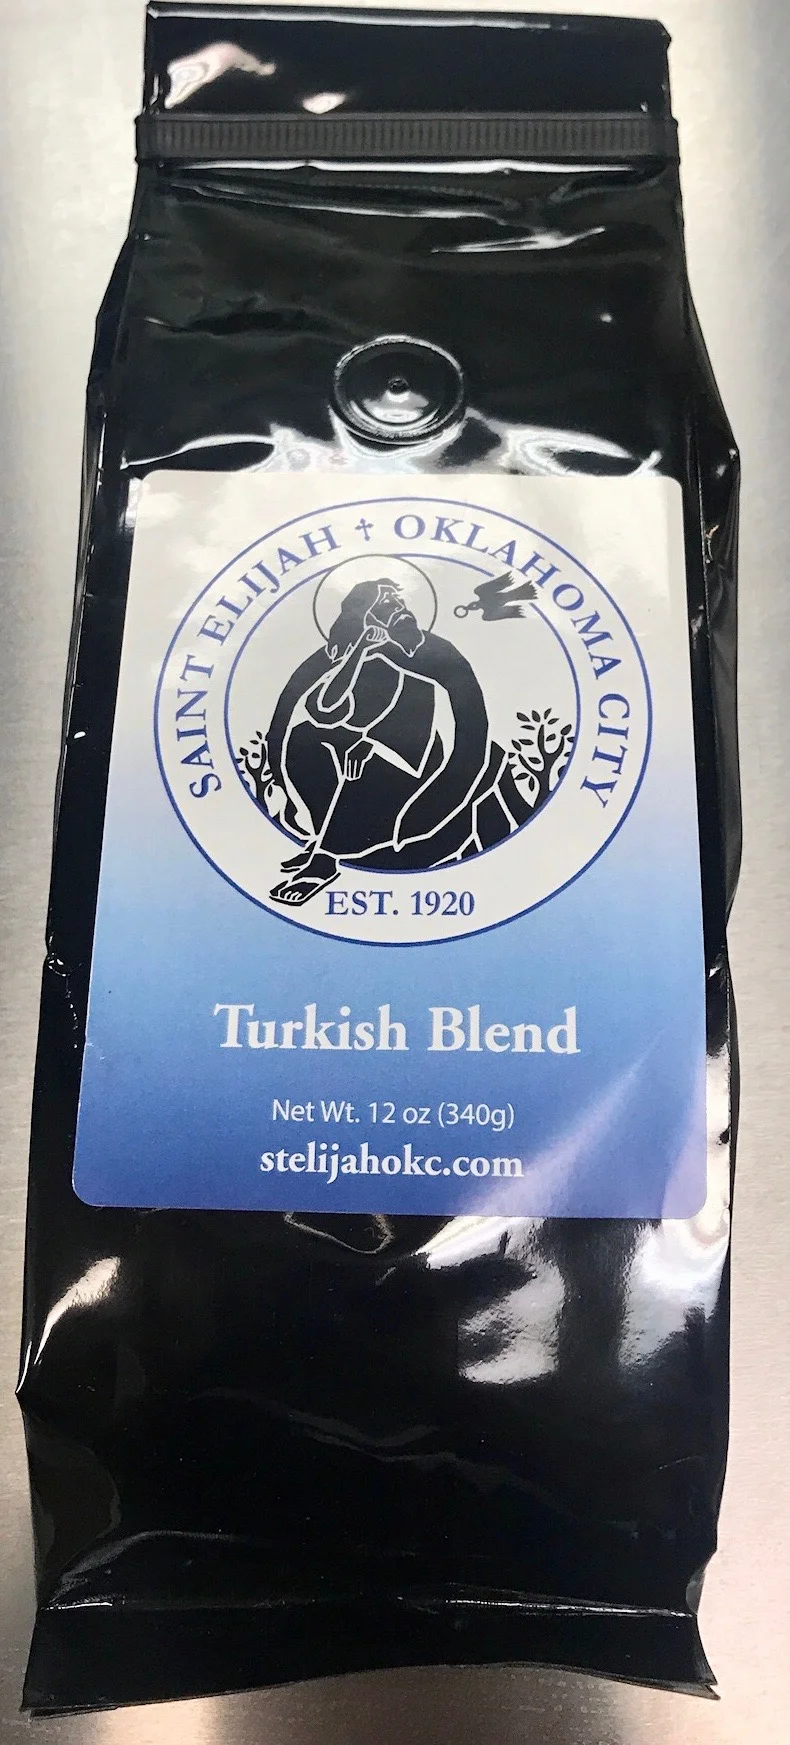 SAINT ELIJAH † OKLAHOMA CITY
EST. 1920
Turkish Blend
Net Wt. 12 oz (340g)
stelijahokc.com